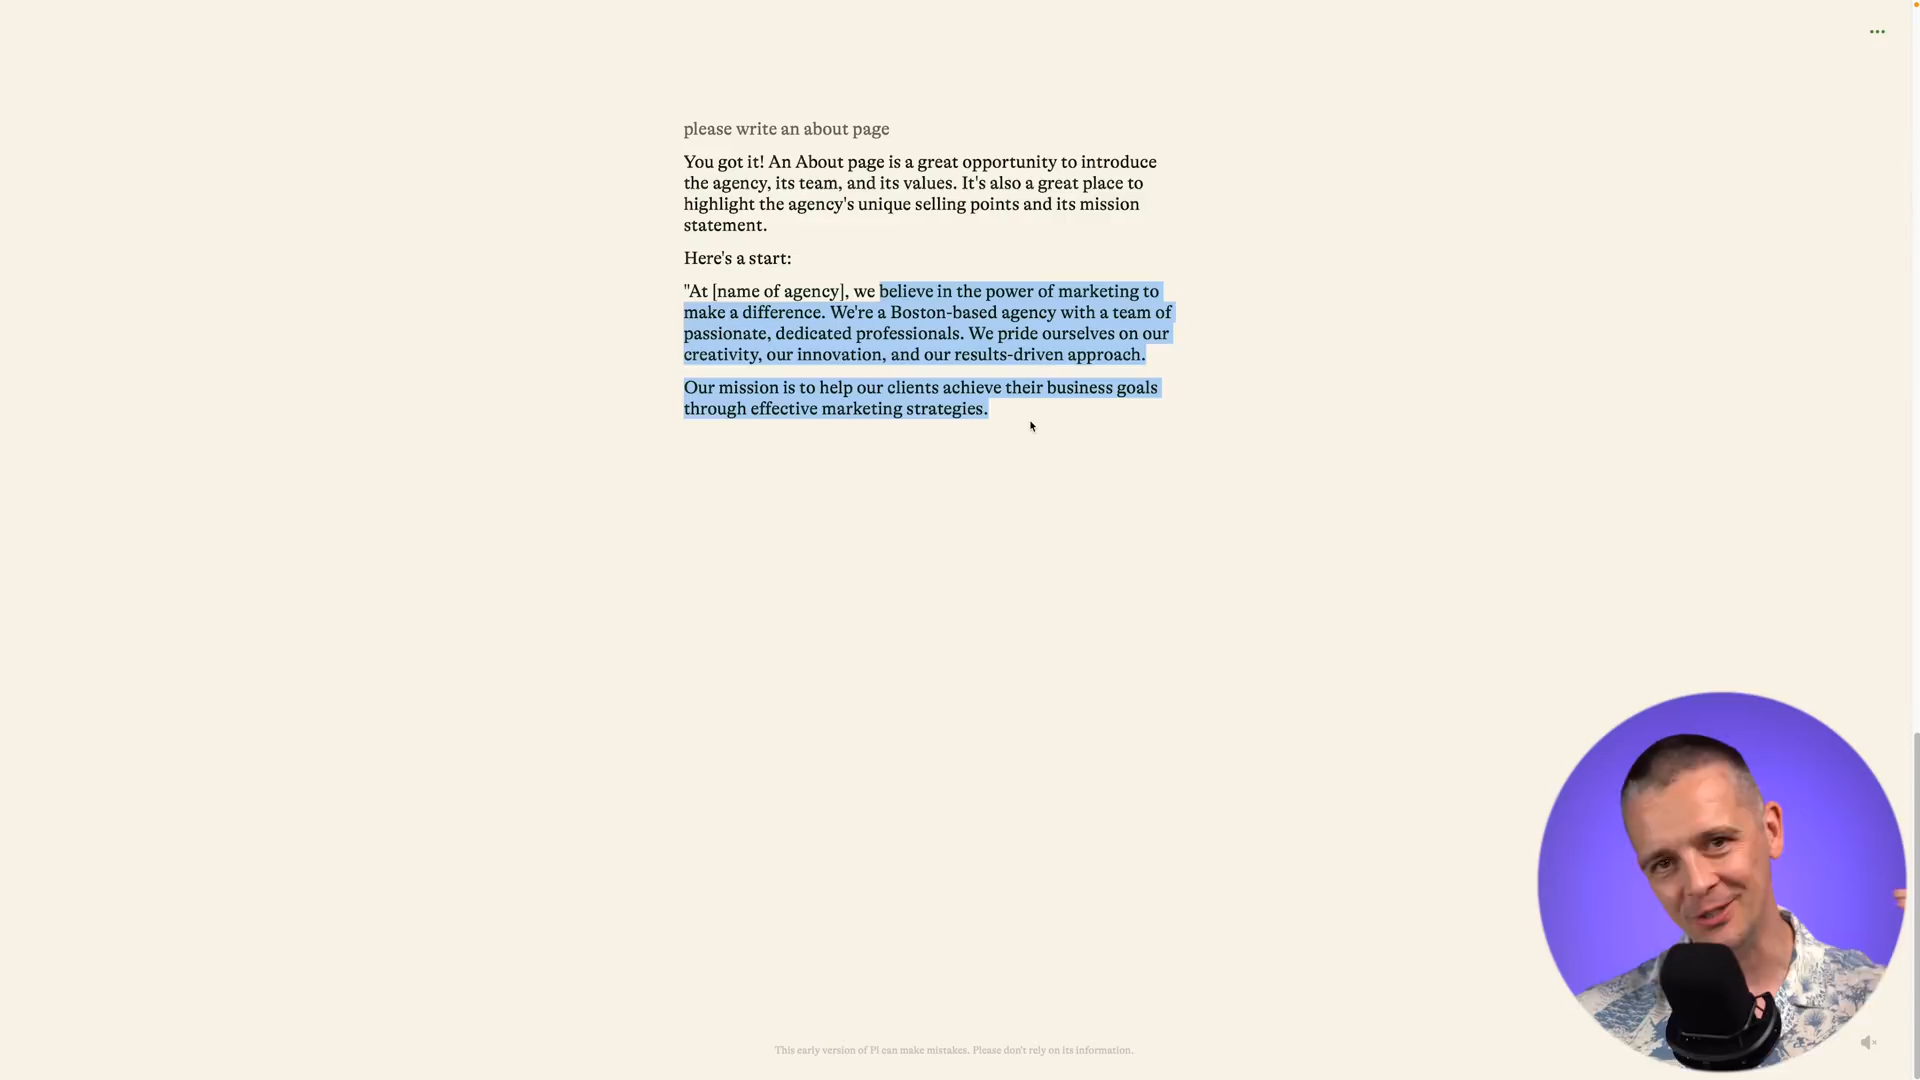 please write an about page
You got it! An About page is a great opportunity to introduce
the agency, its team, and its values. It's also a great place to
highlight the agency's unique selling points and its mission
statement.
Here's a start:
"At [name of agency], we believe in the power of marketing to
make a difference. We're a Boston-based agency with a team of
passionate, dedicated professionals. We pride ourselves on our
creativity, our innovation, and our results-driven approach.
Our mission is to help our clients achieve their business goals
through effective marketing strategies.
This early version of Pi can make mistakes. Please don't rely on its information.